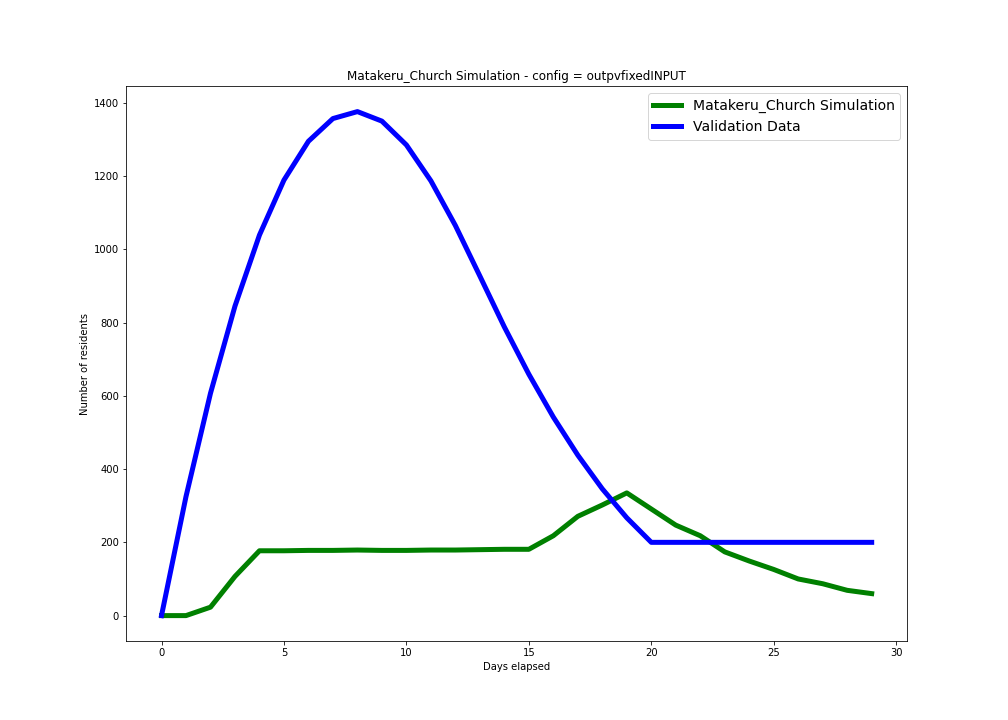 Matakeru_Church Simulation - config = outpvfixedINPUT
Matakeru_Church Simulation
Validation Data
1400
1200
1000
800
600
400
200
0
Number of residents
0 5 10 15 20 25 30
Days elapsed